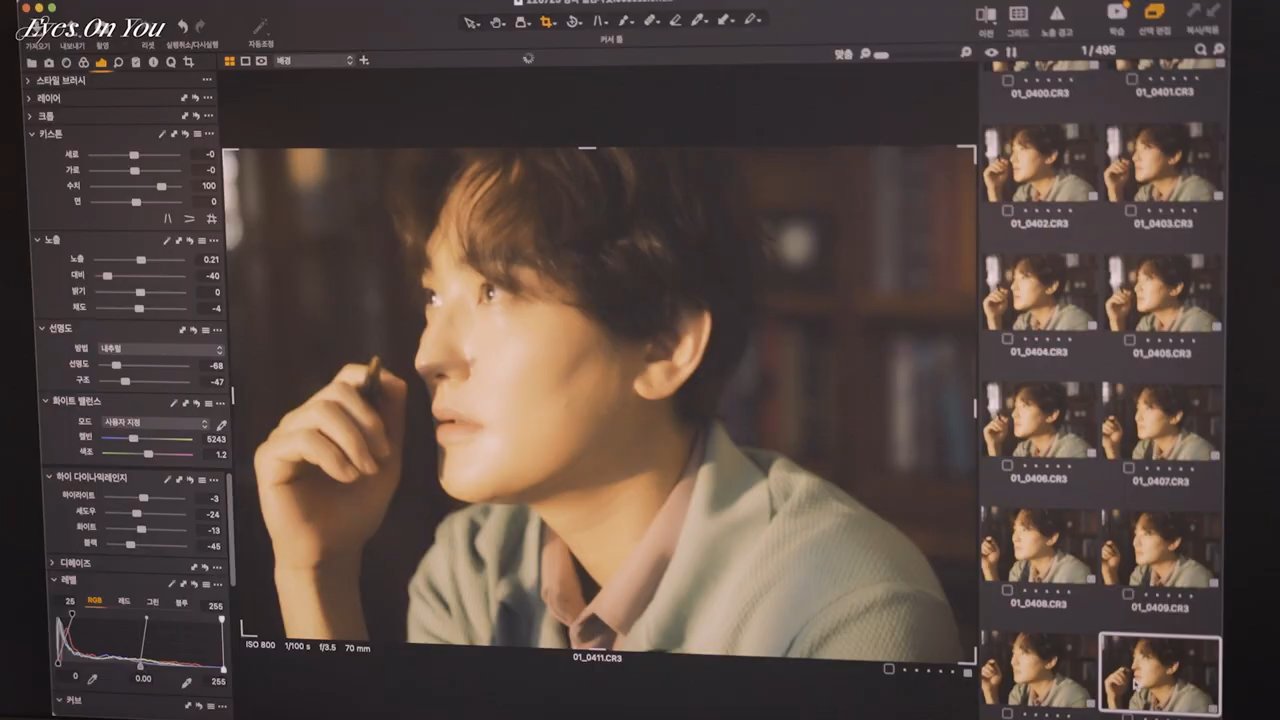 Eyes On You
가져오기 내보내기 촬영 리셋 실행취소/다시실행 자동조정
커서 툴
이전 그리드 노출 경고 학습 선택 편집 복사/적용
배경
맞춤
1/495
스타일 브러시
레이어
크롭
키스톤
세로 -0
가로 -0
수치 100
면 0
노출
노출 0.21
대비 -40
밝기 0
채도 -4
선명도
방법 내추럴
선명도 -68
구조 -47
화이트 밸런스
모드 사용자 지정
켈빈 5243
색조 1.2
하이 다이나믹레인지
하이라이트 -3
섀도우 -24
화이트 -13
블랙 -45
디헤이즈
레벨
25 RGB 레드 그린 블루 255
0 0.00 255
커브
ISO 800 1/100 s f/3.5 70 mm
01_0411.CR3
01_0400.CR3 01_0401.CR3
01_0402.CR3 01_0403.CR3
01_0404.CR3 01_0405.CR3
01_0406.CR3 01_0407.CR3
01_0408.CR3 01_0409.CR3